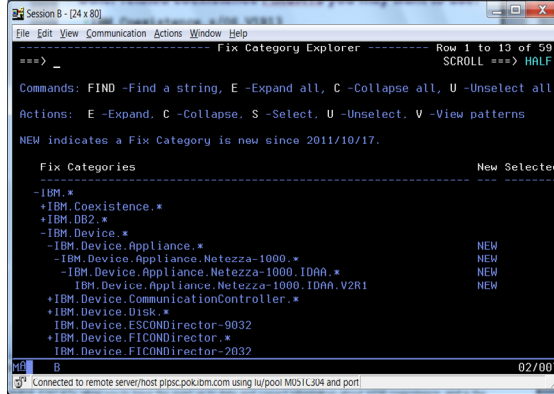 Session B - [24 x 80]
File Edit View Communication Actions Window Help
-------------------------- Fix Category Explorer --------- Row 1 to 13 of 59
===> _ SCROLL ===> HALF
Commands: FIND -Find a string, E -Expand all, C -Collapse all, U -Unselect all
Actions: E -Expand, C -Collapse, S -Select, U -Unselect, V -View patterns
NEW indicates a Fix Category is new since 2011/10/17.
Fix Categories New Selected
-IBM.*
+IBM.Coexistence.*
+IBM.DB2.*
-IBM.Device.*
-IBM.Device.Appliance.* NEW
-IBM.Device.Appliance.Netezza-1000.* NEW
-IBM.Device.Appliance.Netezza-1000.IDAA.* NEW
IBM.Device.Appliance.Netezza-1000.IDAA.V2R1 NEW
+IBM.Device.CommunicationController.*
+IBM.Device.Disk.*
IBM.Device.ESCONDirector-9032
+IBM.Device.FICONDirector.*
IBM.Device.FICONDirector-2032
B 02/00
Connected to remote server/host plpsc.pok.ibm.com using lu/pool M05TC304 and port